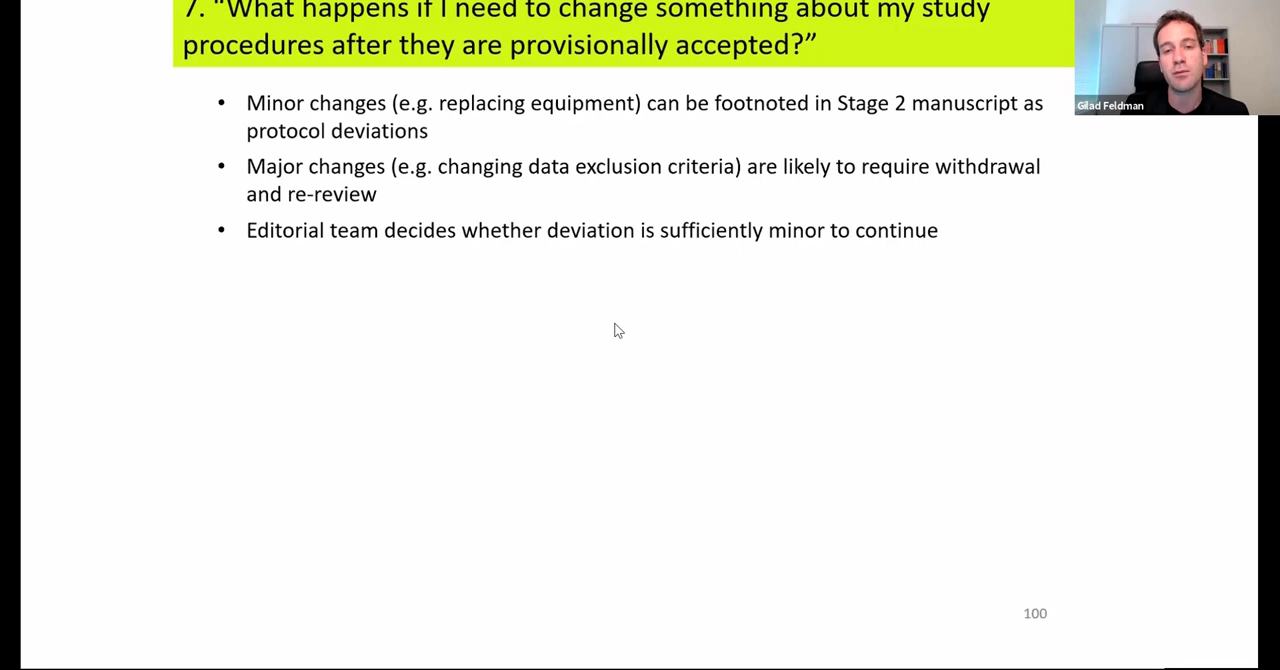 7. “What happens if I need to change something about my study
procedures after they are provisionally accepted?”
Gilad Feldman
• Minor changes (e.g. replacing equipment) can be footnoted in Stage 2 manuscript as
protocol deviations
• Major changes (e.g. changing data exclusion criteria) are likely to require withdrawal
and re-review
• Editorial team decides whether deviation is sufficiently minor to continue
100